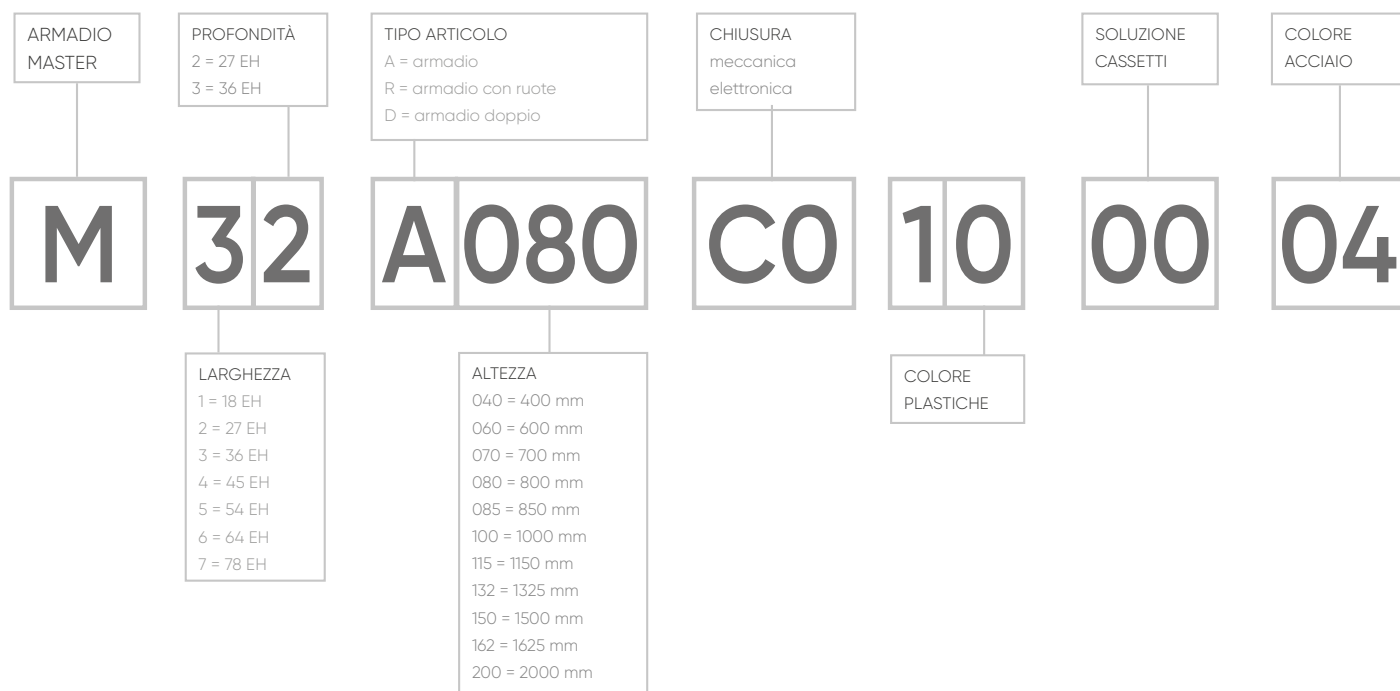 ARMADIO
MASTER
PROFONDITÀ
2 = 27 EH
3 = 36 EH
TIPO ARTICOLO
A = armadio
R = armadio con ruote
D = armadio doppio
CHIUSURA
meccanica
elettronica
SOLUZIONE
CASSETTI
COLORE
ACCIAIO
M 32 A080 C0 10 00 04
LARGHEZZA
1 = 18 EH
2 = 27 EH
3 = 36 EH
4 = 45 EH
5 = 54 EH
6 = 64 EH
7 = 78 EH
ALTEZZA
040 = 400 mm
060 = 600 mm
070 = 700 mm
080 = 800 mm
085 = 850 mm
100 = 1000 mm
115 = 1150 mm
132 = 1325 mm
150 = 1500 mm
162 = 1625 mm
200 = 2000 mm
COLORE
PLASTICHE